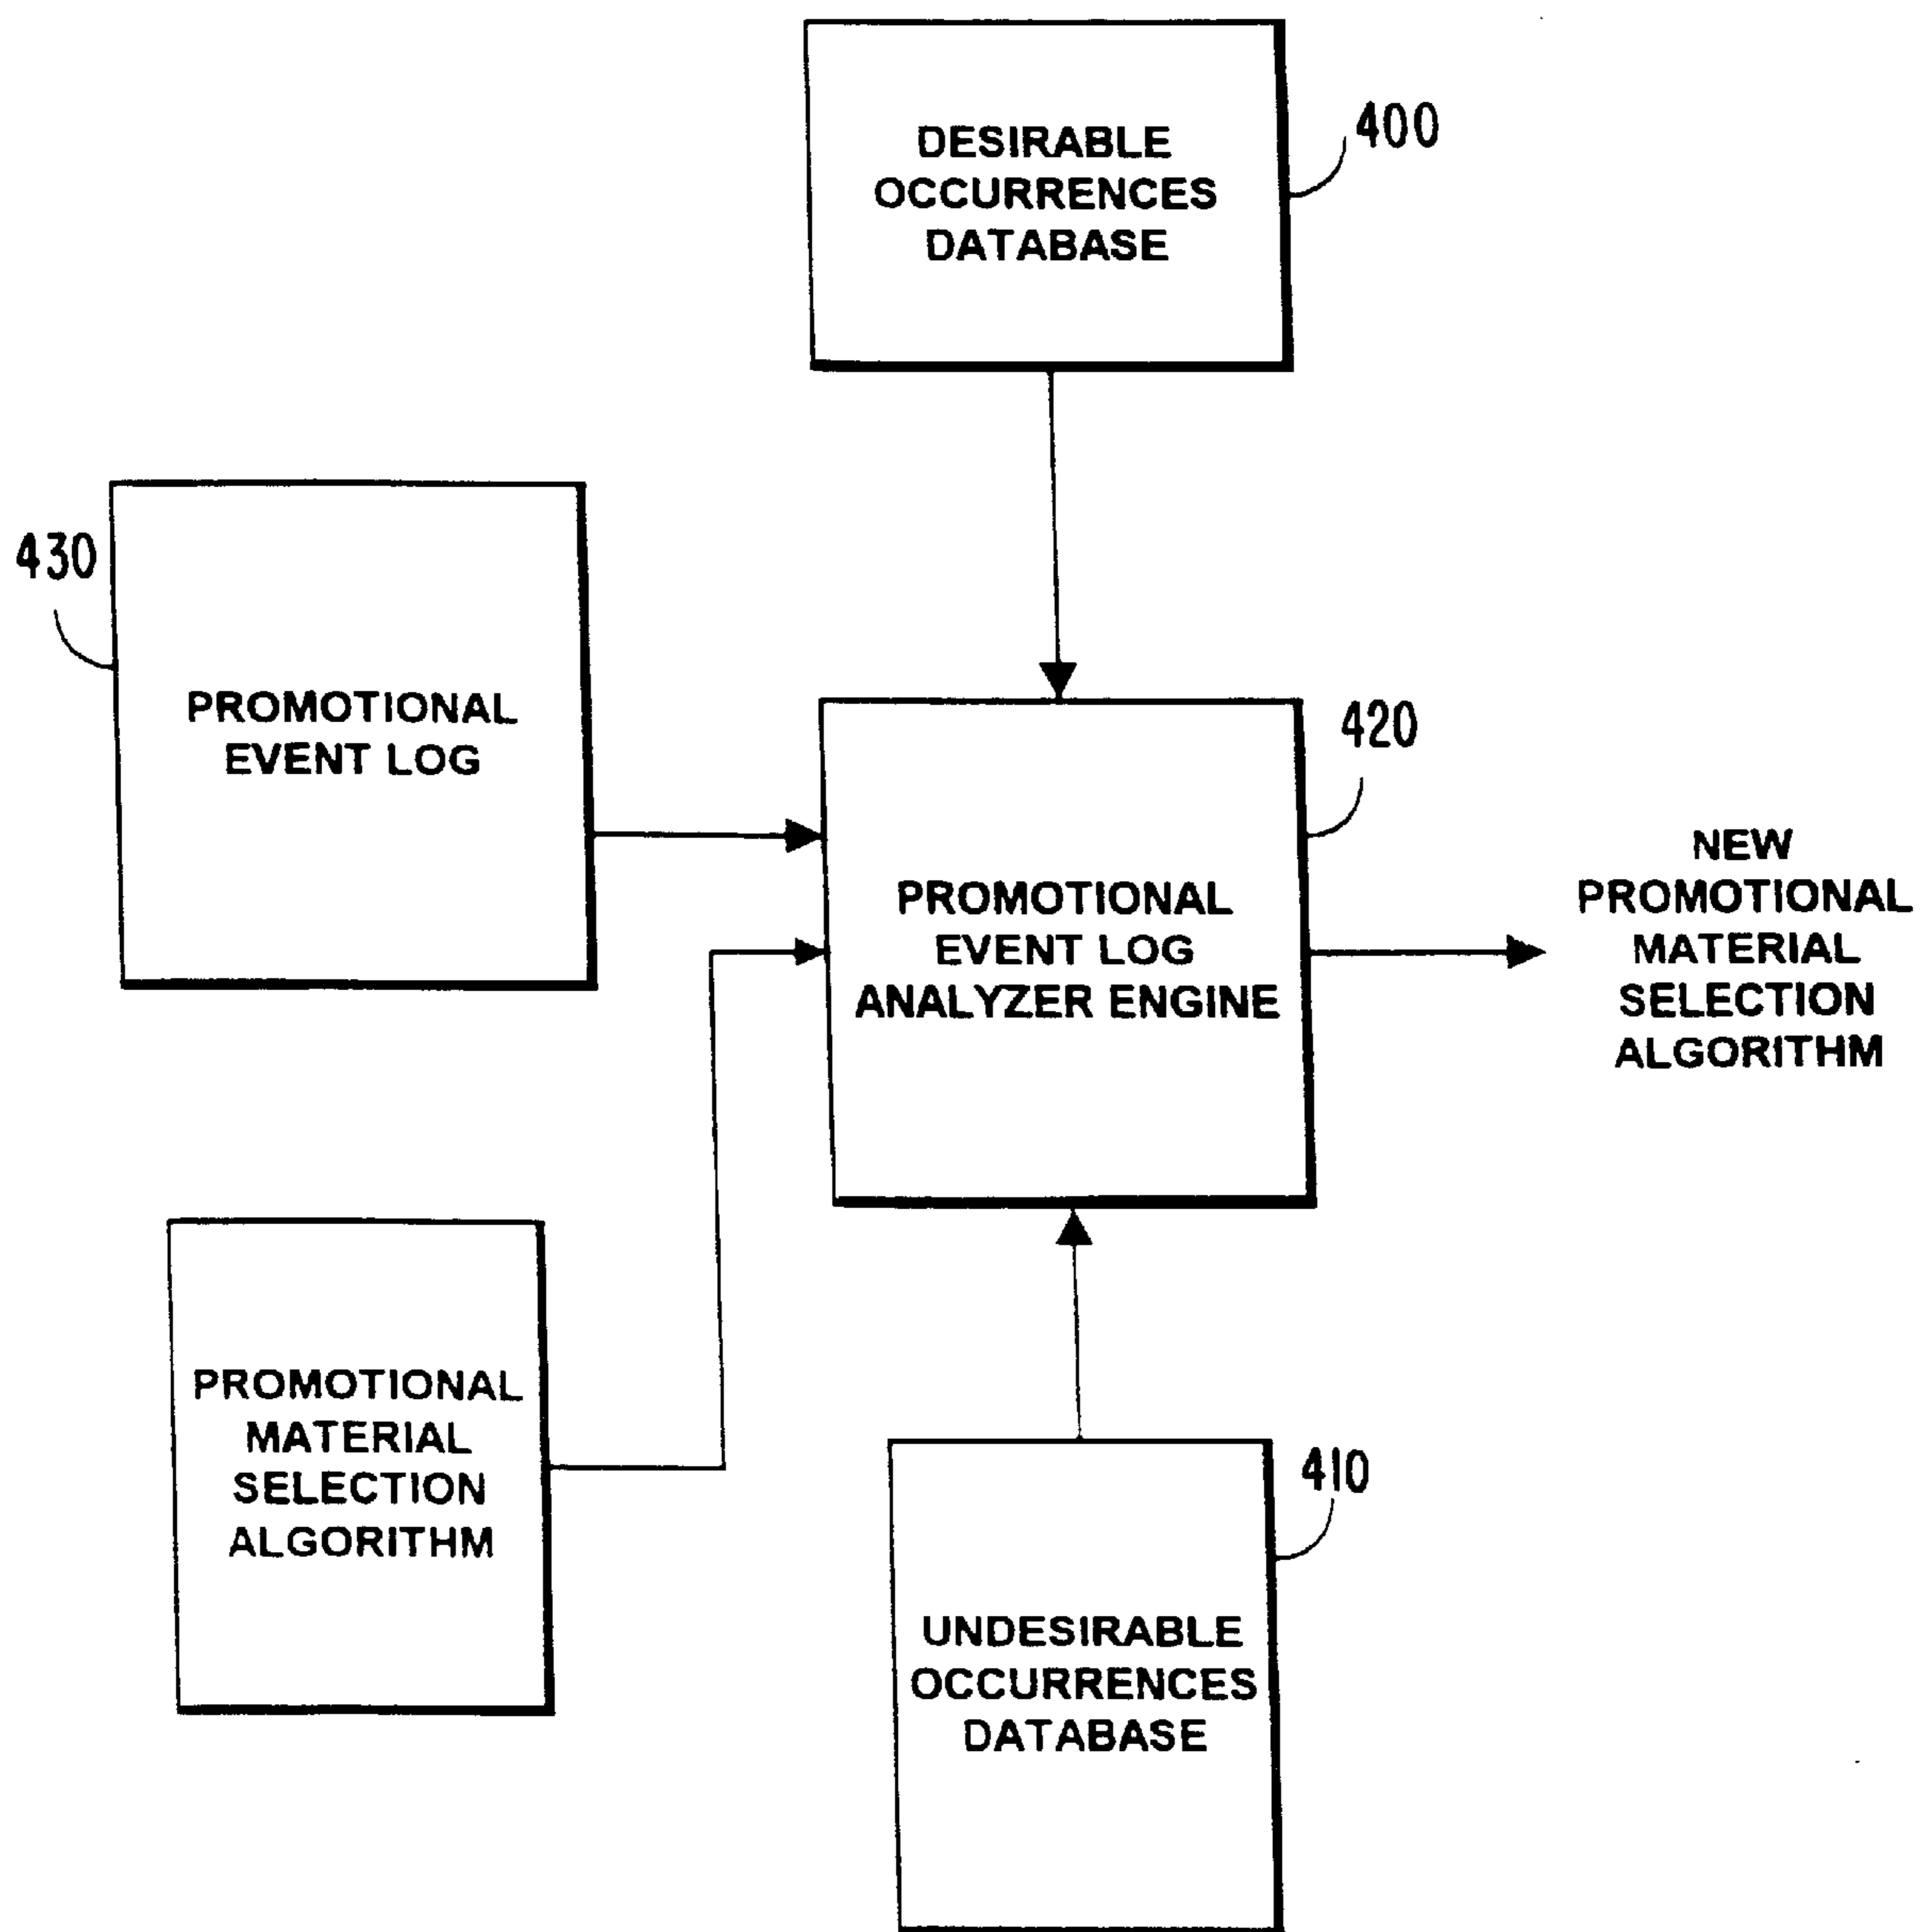 DESIRABLE
OCCURRENCES
DATABASE
400
430
PROMOTIONAL
EVENT LOG
420
PROMOTIONAL
EVENT LOG
ANALYZER ENGINE
NEW
PROMOTIONAL
MATERIAL
SELECTION
ALGORITHM
PROMOTIONAL
MATERIAL
SELECTION
ALGORITHM
410
UNDESIRABLE
OCCURRENCES
DATABASE